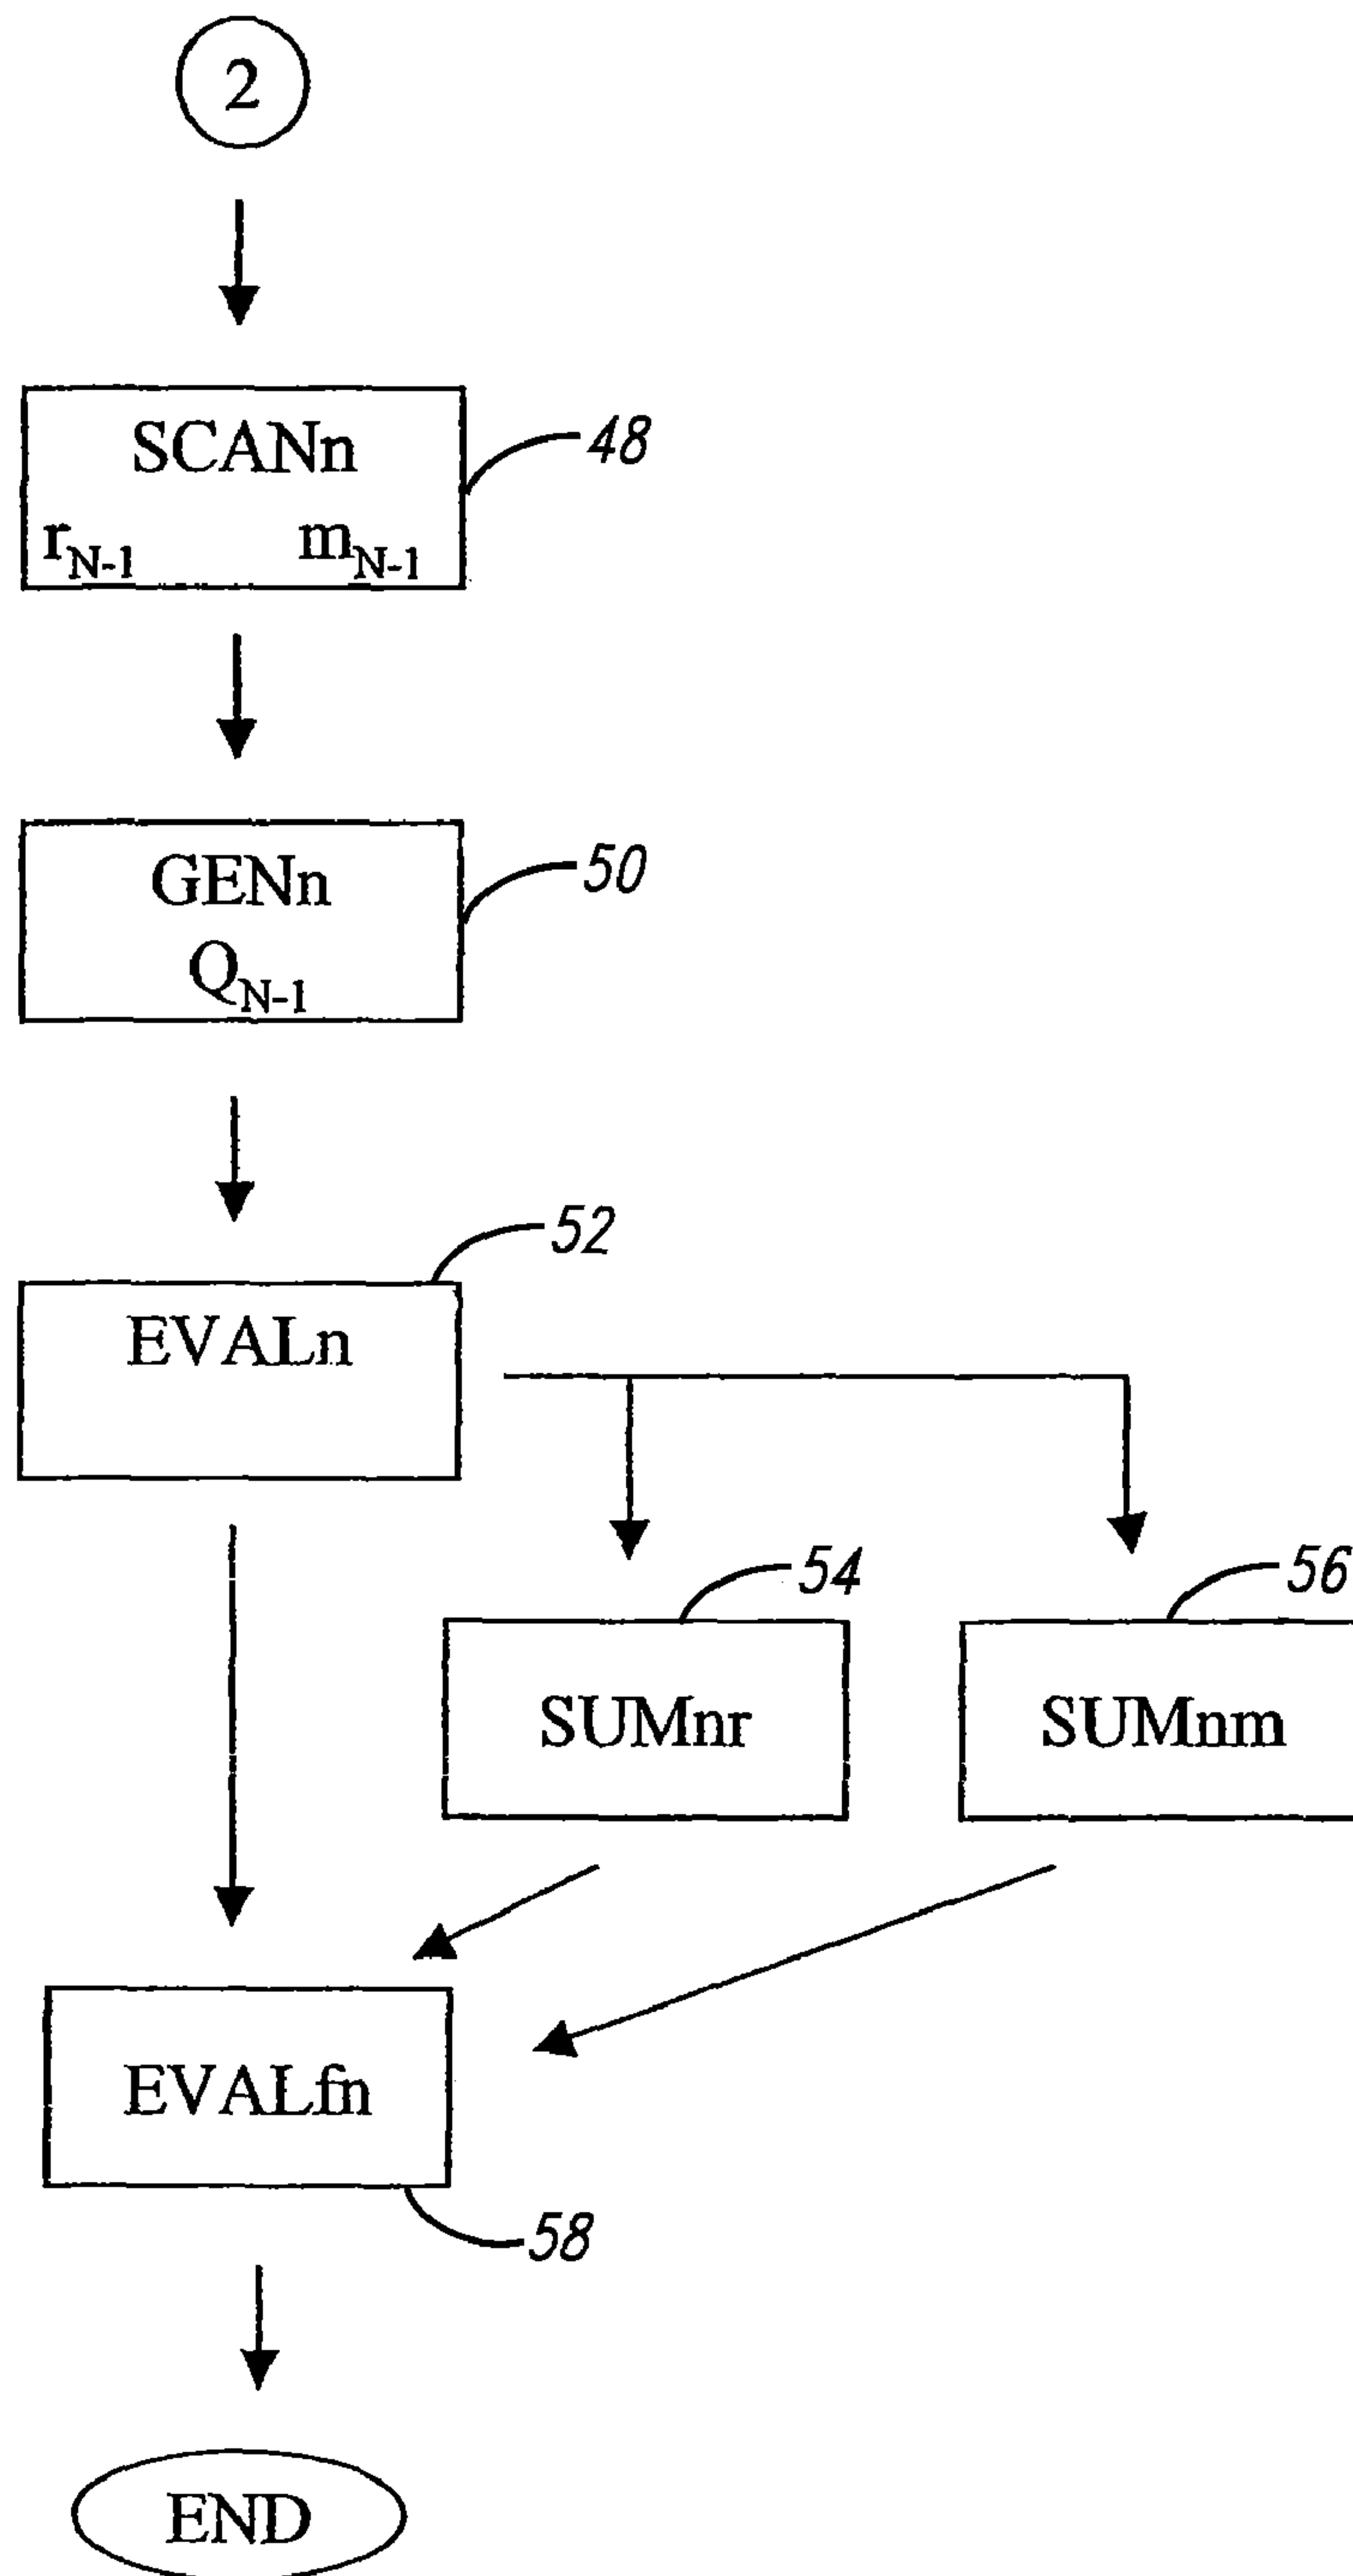 2
SCANn
48
r_N-1 m_N-1
GENn
50
Q_N-1
52
EVALn
54
56
SUMnr
SUMnm
EVALfn
58
END